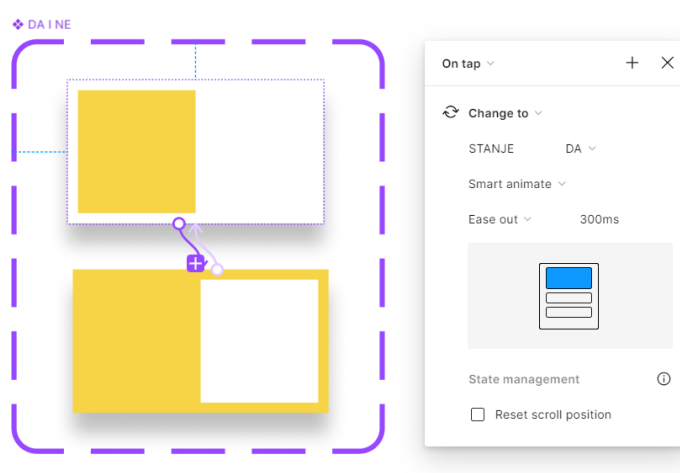 DA I NE
On tap
Change to
STANJE DA
Smart animate
Ease out 300ms
State management
Reset scroll position